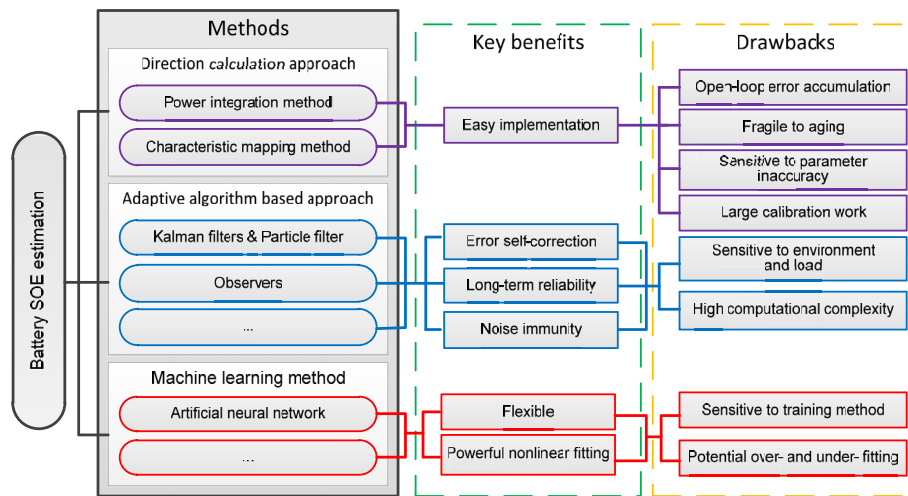 Methods
Key benefits
Drawbacks
Battery SOE estimation
Direction calculation approach
Power integration method
Characteristic mapping method
Easy implementation
Open-loop error accumulation
Fragile to aging
Sensitive to parameter
inaccuracy
Large calibration work
Adaptive algorithm based approach
Kalman filters & Particle filter
Observers
...
Error self-correction
Long-term reliability
Noise immunity
Sensitive to environment
and load
High computational complexity
Machine learning method
Artificial neural network
...
Flexible
Powerful nonlinear fitting
Sensitive to training method
Potential over- and under- fitting